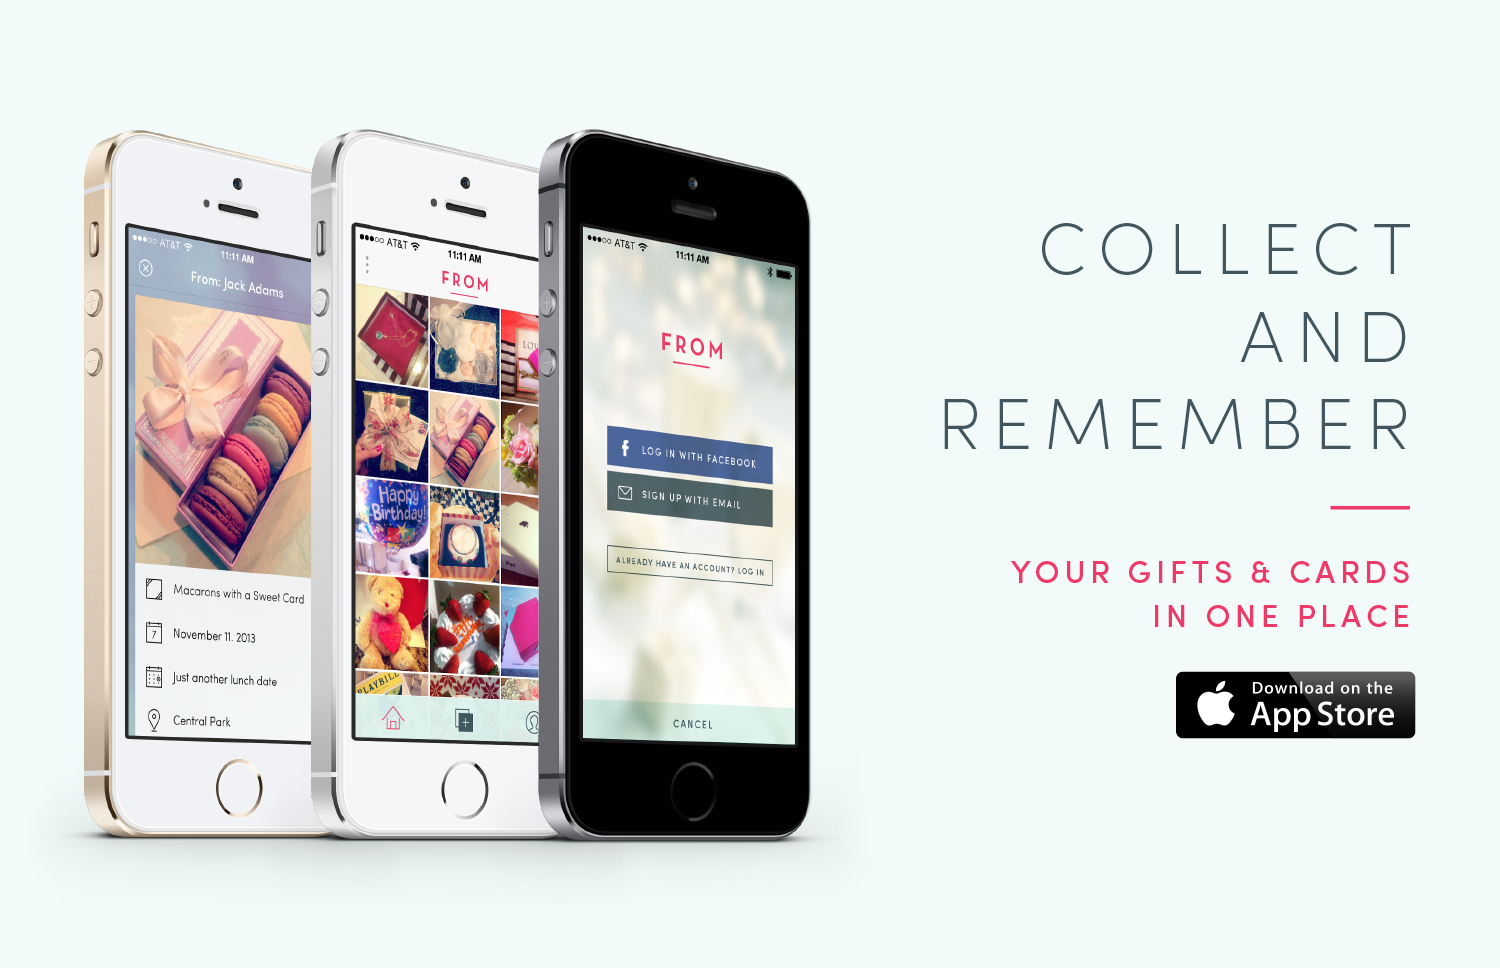 AT&T
11:11 AM
From: Jack Adams
Macarons with a Sweet Card
7
November 11. 2013
Just another lunch date
Central Park
AT&T
11:11 AM
FROM
LOV
Happy
Birthday!
PLAYBILL
AT&T
11:11 AM
FROM
f LOG IN WITH FACEBOOK
SIGN UP WITH EMAIL
ALREADY HAVE AN ACCOUNT? LOG IN
CANCEL
COLLECT
AND
REMEMBER
YOUR GIFTS & CARDS
IN ONE PLACE
Download on the
App Store